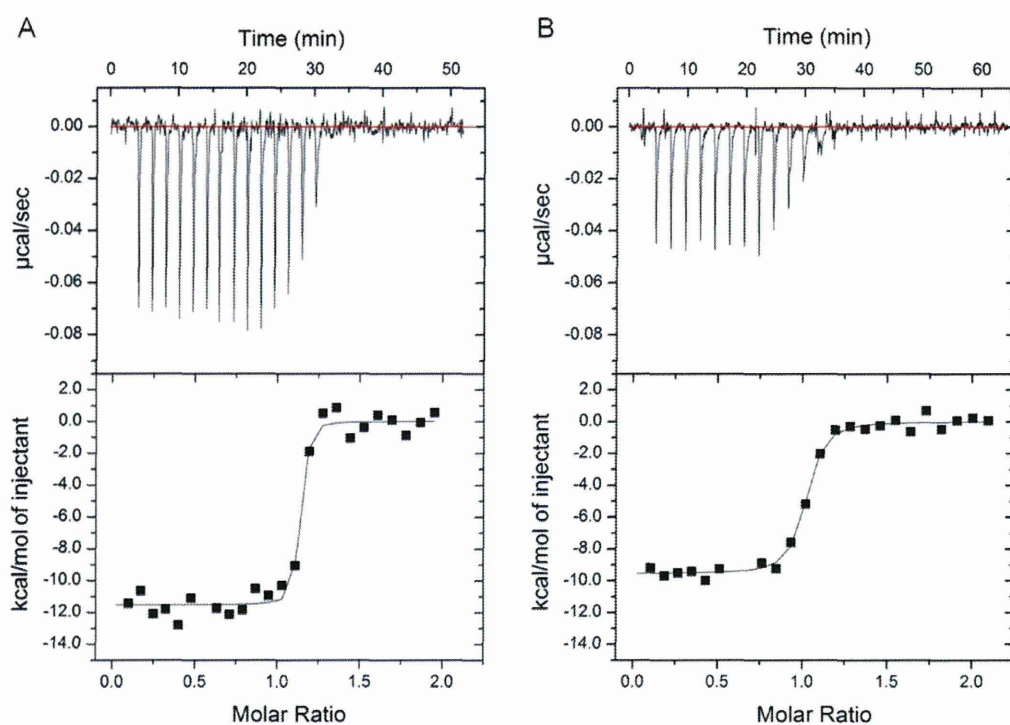 A
Time (min)
0 10 20 30 40 50
µcal/sec
0.00
-0.02
-0.04
-0.06
-0.08
kcal/mol of injectant
2.0
0.0
-2.0
-4.0
-6.0
-8.0
-10.0
-12.0
-14.0
0.0 0.5 1.0 1.5 2.0
Molar Ratio
B
Time (min)
0 10 20 30 40 50 60
µcal/sec
0.00
-0.02
-0.04
-0.06
-0.08
kcal/mol of injectant
2.0
0.0
-2.0
-4.0
-6.0
-8.0
-10.0
-12.0
-14.0
0.0 0.5 1.0 1.5 2.0
Molar Ratio